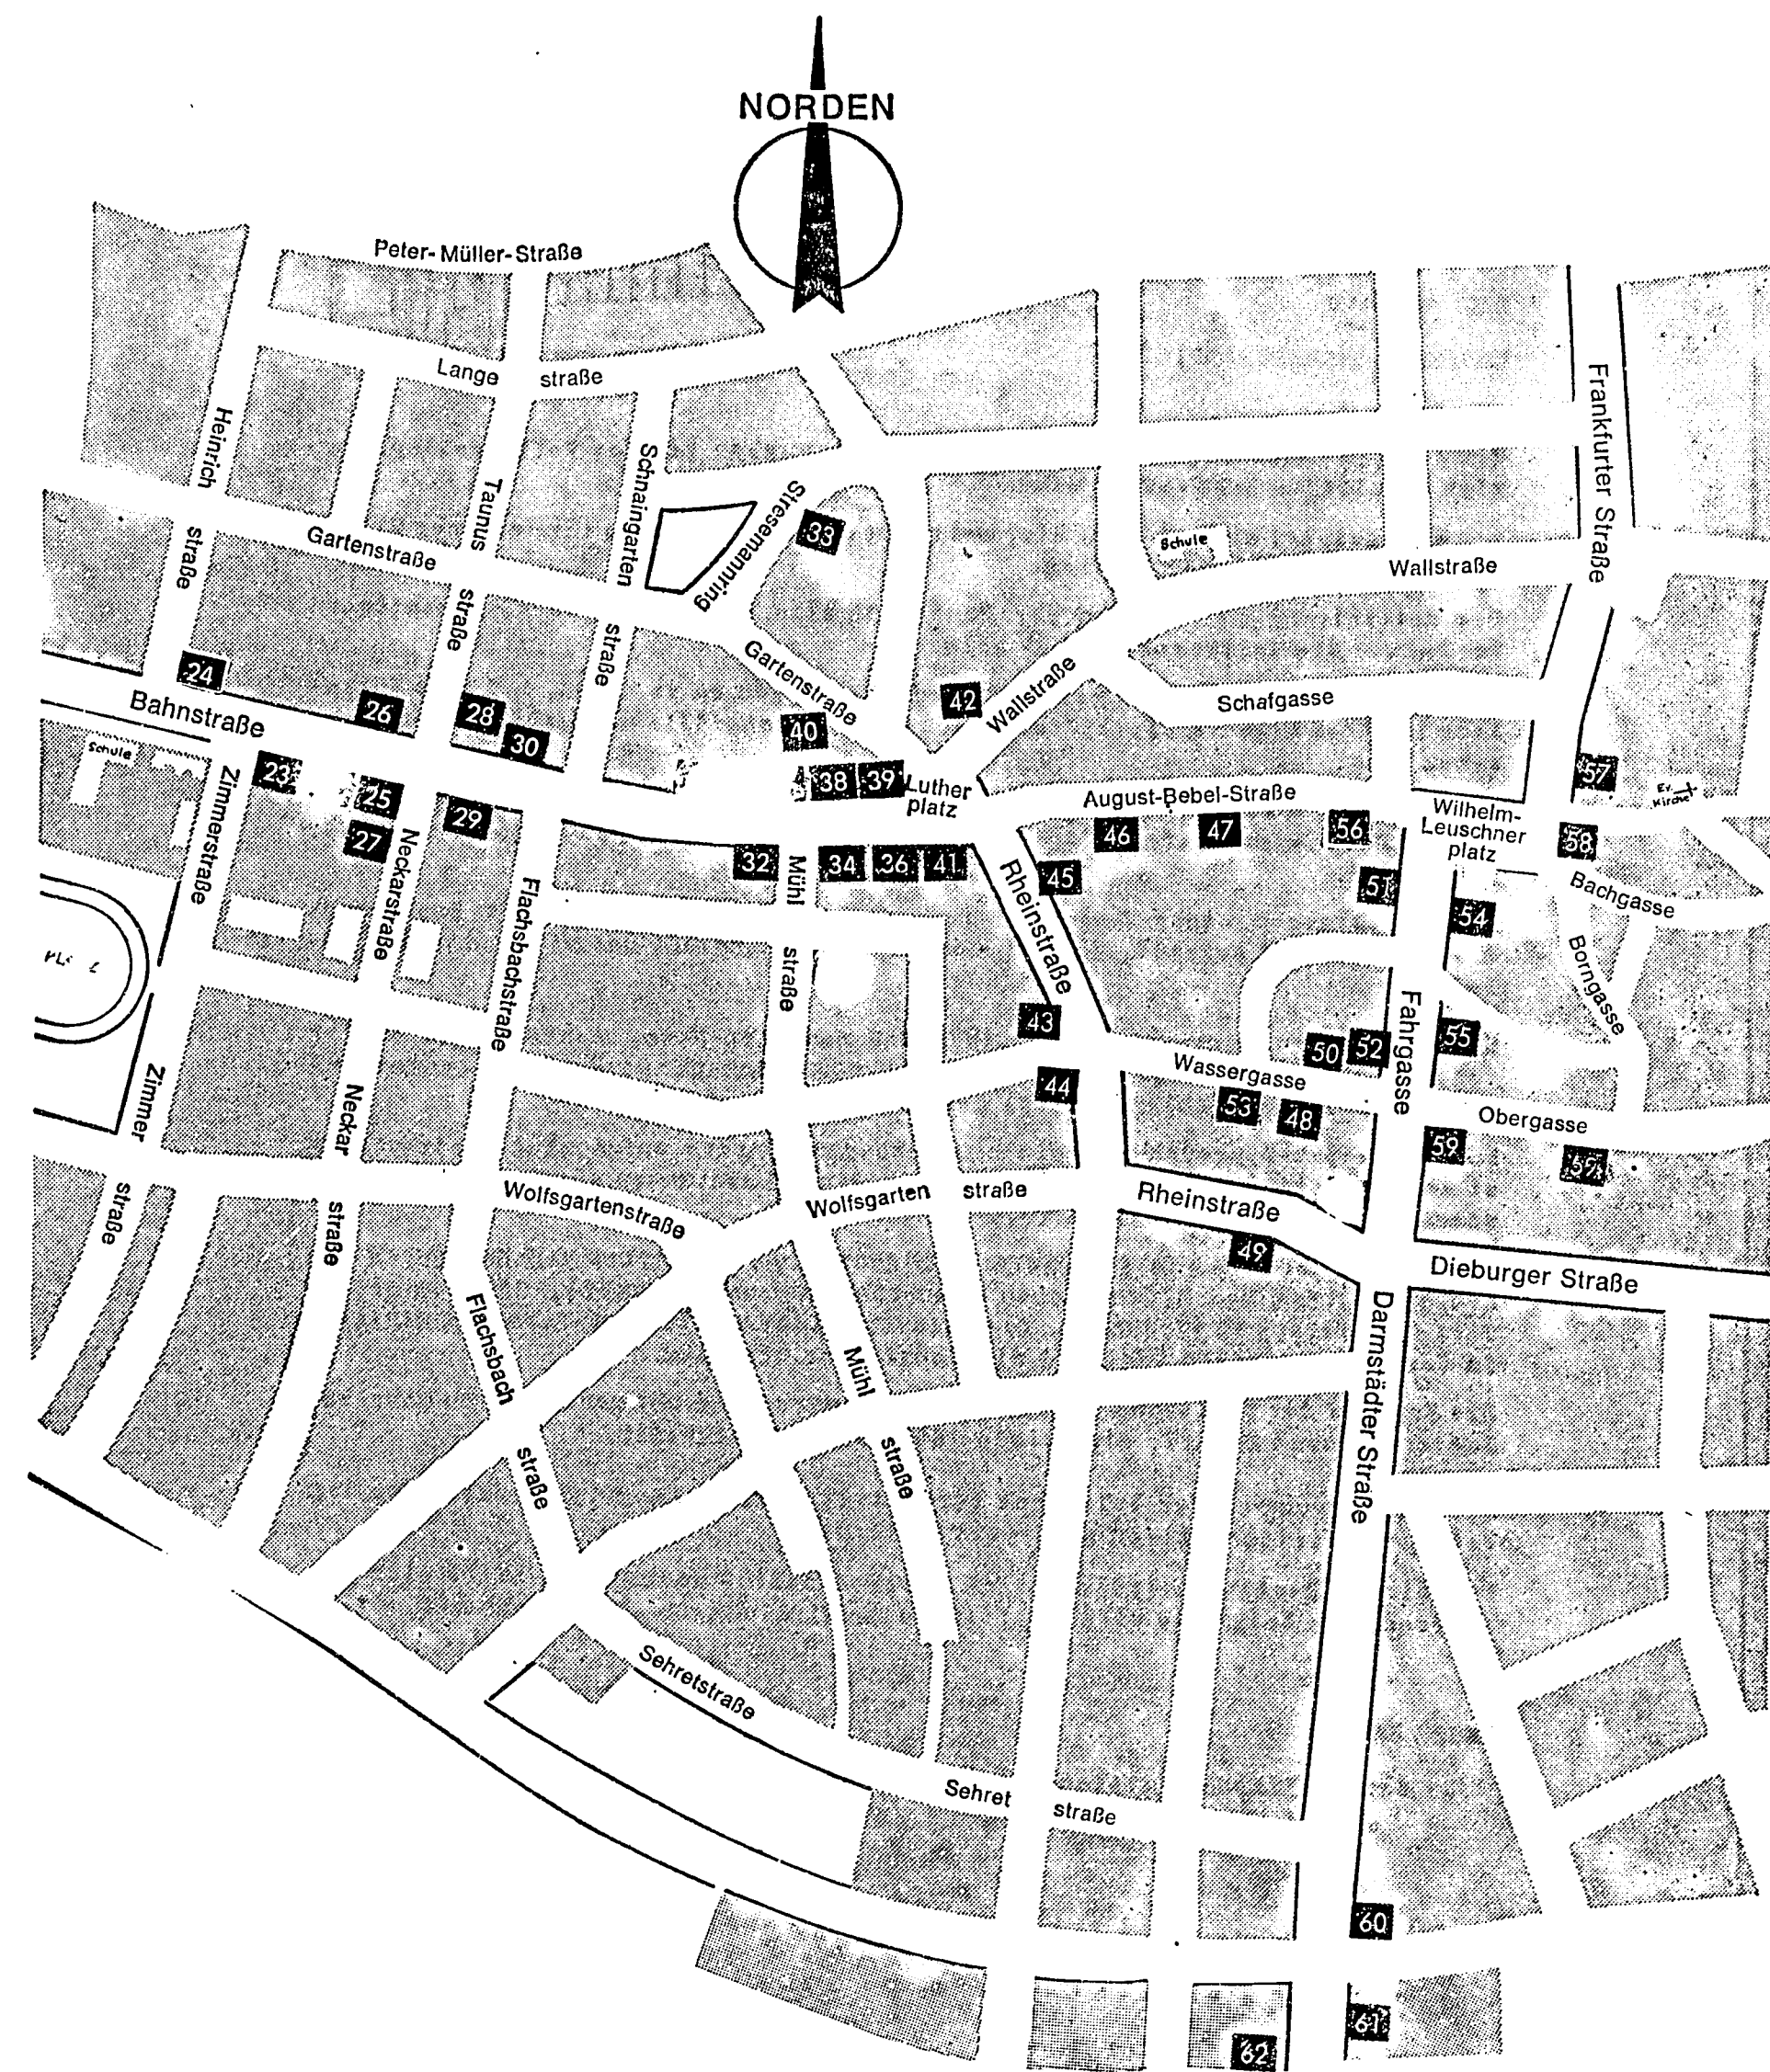 NORDEN
Peter-Müller-Straße
Lange straße
Heinrich straße
Taunus straße
Schnaingarten straße
Stresemannring
33
Schule
Frankfurter Straße
Wallstraße
Gartenstraße
Gartenstraße
Wallstraße
Schafgasse
24
Bahnstraße
26
28
30
40
42
38
39
Luther
platz
August-Bebel-Straße
57
Ev.
Kirche
Schule
23
25
27
29
Zimmerstraße
Neckarstraße
Flachsbachstraße
32
Mühl straße
34
36
41
Rheinstraße
45
46
47
56
51
Wilhelm-
Leuschner
platz
58
54
Bachgasse
Borngasse
43
44
Wassergasse
50
52
Fahrgasse
55
53
48
Obergasse
59
59
Zimmer straße
Neckar straße
Wolfsgartenstraße
Wolfsgarten straße
Rheinstraße
49
Dieburger Straße
Flachsbach straße
Mühl straße
Darmstädter Straße
Sehretstraße
Sehret straße
60
61
62